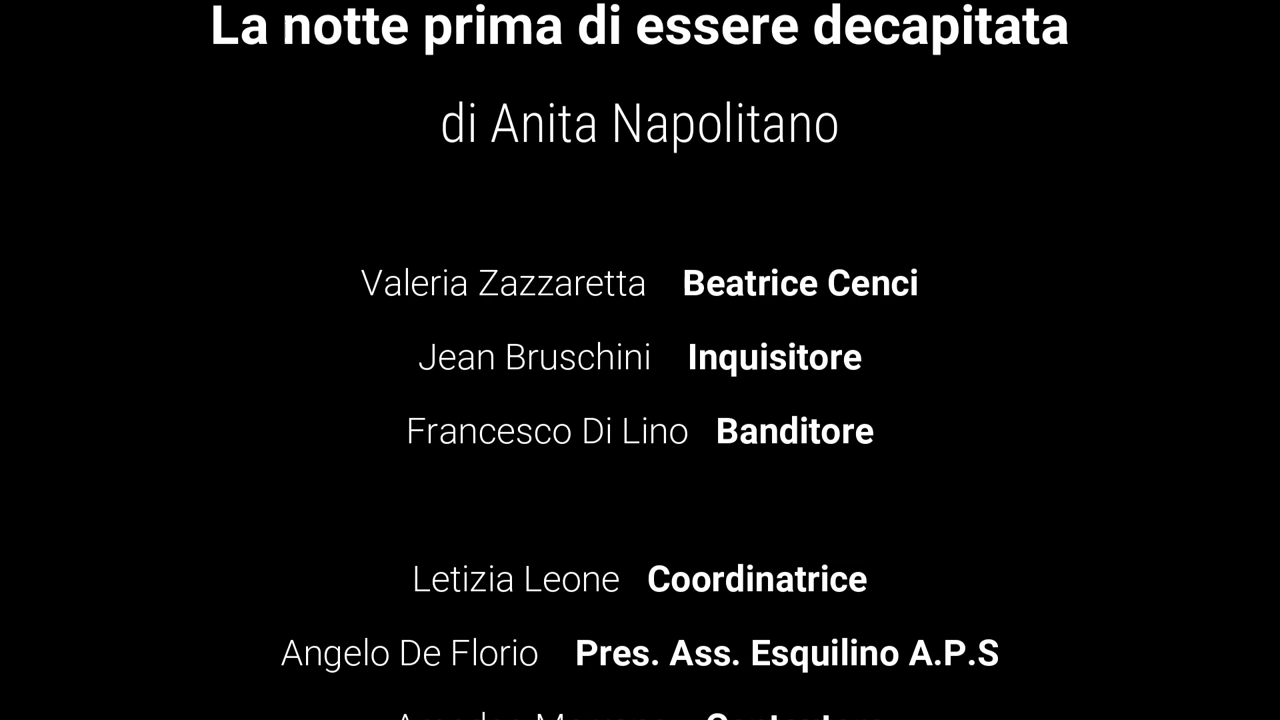 La notte prima di essere decapitata
di Anita Napolitano
Valeria Zazzaretta Beatrice Cenci
Jean Bruschini Inquisitore
Francesco Di Lino Banditore
Letizia Leone Coordinatrice
Angelo De Florio Pres. Ass. Esquilino A.P.S